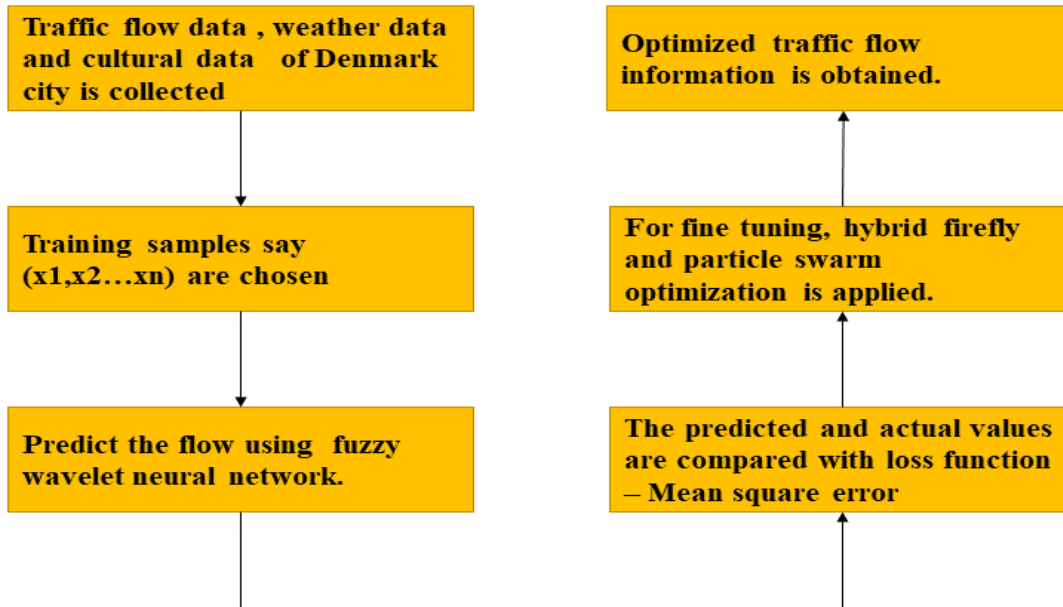 Traffic flow data , weather data
and cultural data of Denmark
city is collected
Training samples say
(x1,x2…xn) are chosen
Predict the flow using fuzzy
wavelet neural network.
Optimized traffic flow
information is obtained.
For fine tuning, hybrid firefly
and particle swarm
optimization is applied.
The predicted and actual values
are compared with loss function
– Mean square error